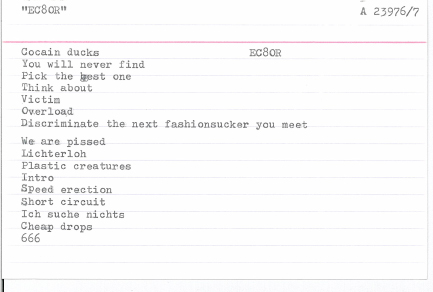 "EC8OR"
A 23976/7
Cocain ducks EC8OR
You will never find
Pick the best one
Think about
Victim
Overload
Discriminate the next fashionsucker you meet
We are pissed
Lichterloh
Plastic creatures
Intro
Speed erection
Short circuit
Ich suche nichts
Cheap drops
666